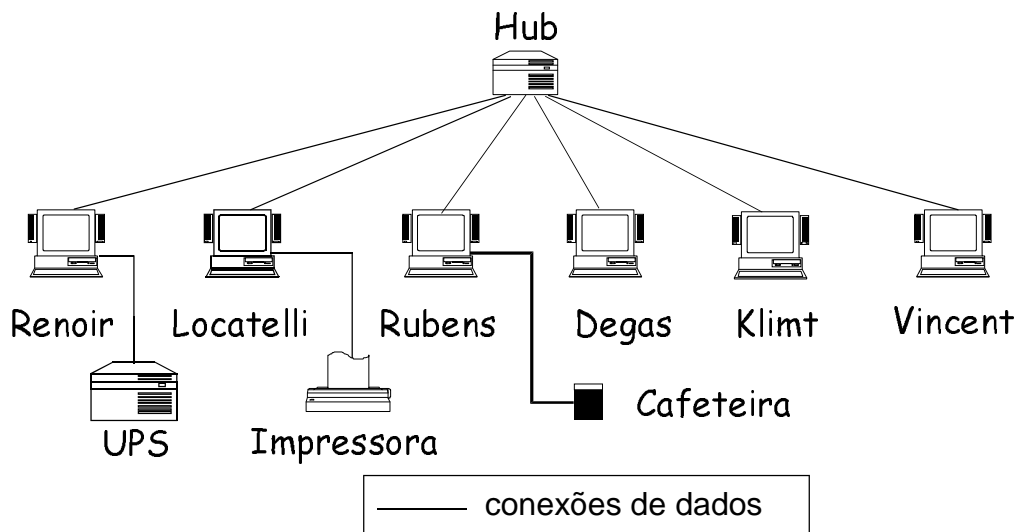 Hub
Renoir Locatelli Rubens Degas Klimt Vincent
Cafeteira
UPS Impressora
conexões de dados